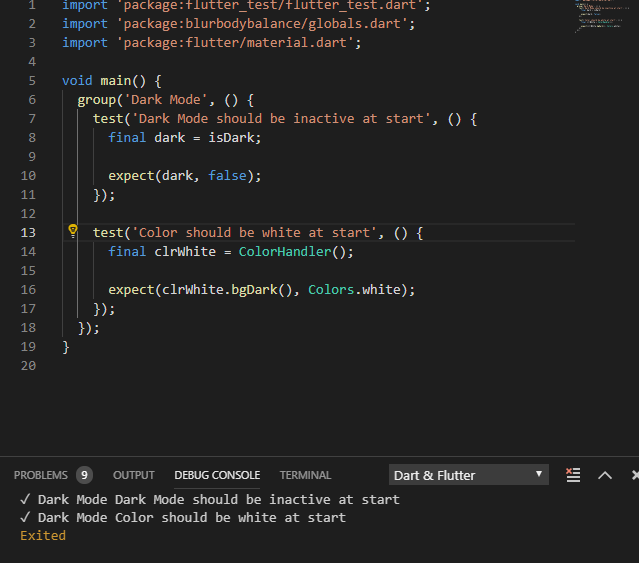 1 import 'package:flutter_test/flutter_test.dart';
2 import 'package:blurbodybalance/globals.dart';
3 import 'package:flutter/material.dart';
4
5 void main() {
6 group('Dark Mode', () {
7 test('Dark Mode should be inactive at start', () {
8 final dark = isDark;
9
10 expect(dark, false);
11 });
12
13 test('Color should be white at start', () {
14 final clrWhite = ColorHandler();
15
16 expect(clrWhite.bgDark(), Colors.white);
17 });
18 });
19 }
20
PROBLEMS 9 OUTPUT DEBUG CONSOLE TERMINAL Dart & Flutter
✓ Dark Mode Dark Mode should be inactive at start
✓ Dark Mode Color should be white at start
Exited